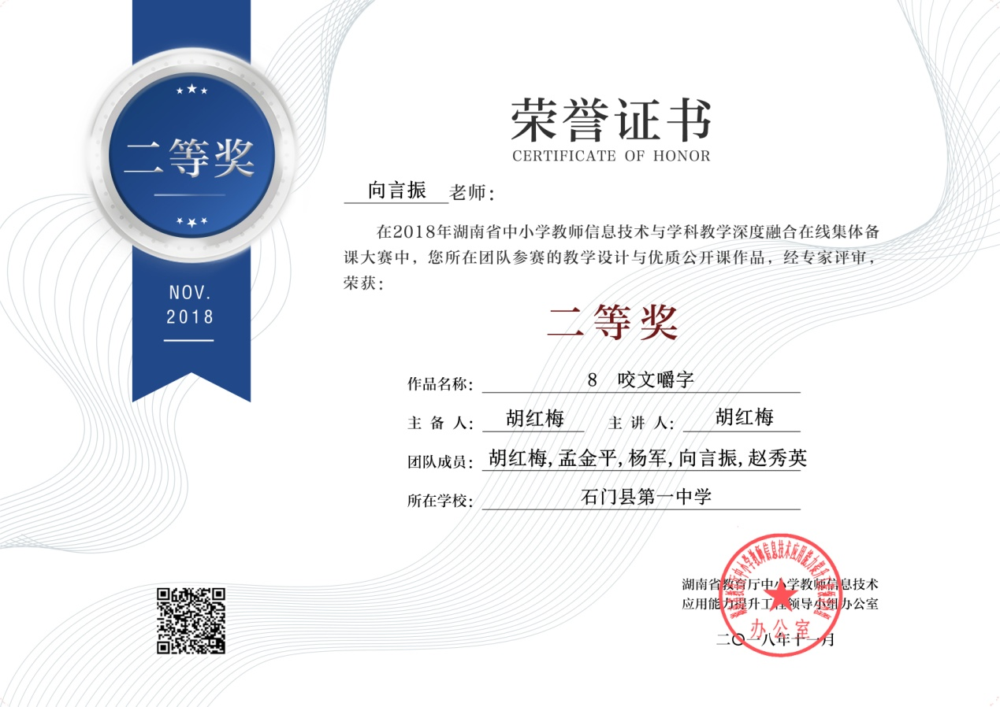 二等奖
NOV.
2018
荣誉证书
CERTIFICATE OF HONOR
向言振 老师：
在2018年湖南省中小学教师信息技术与学科教学深度融合在线集体备
课大赛中，您所在团队参赛的教学设计与优质公开课作品，经专家评审，
荣获：
二等奖
作品名称： 8 咬文嚼字
主 备 人： 胡红梅 主 讲 人： 胡红梅
团队成员： 胡红梅,孟金平,杨军,向言振,赵秀英
所在学校： 石门县第一中学
湖南省教育厅中小学教师信息技术
应用能力提升工程领导小组办公室
二〇一八年十一月
办公室